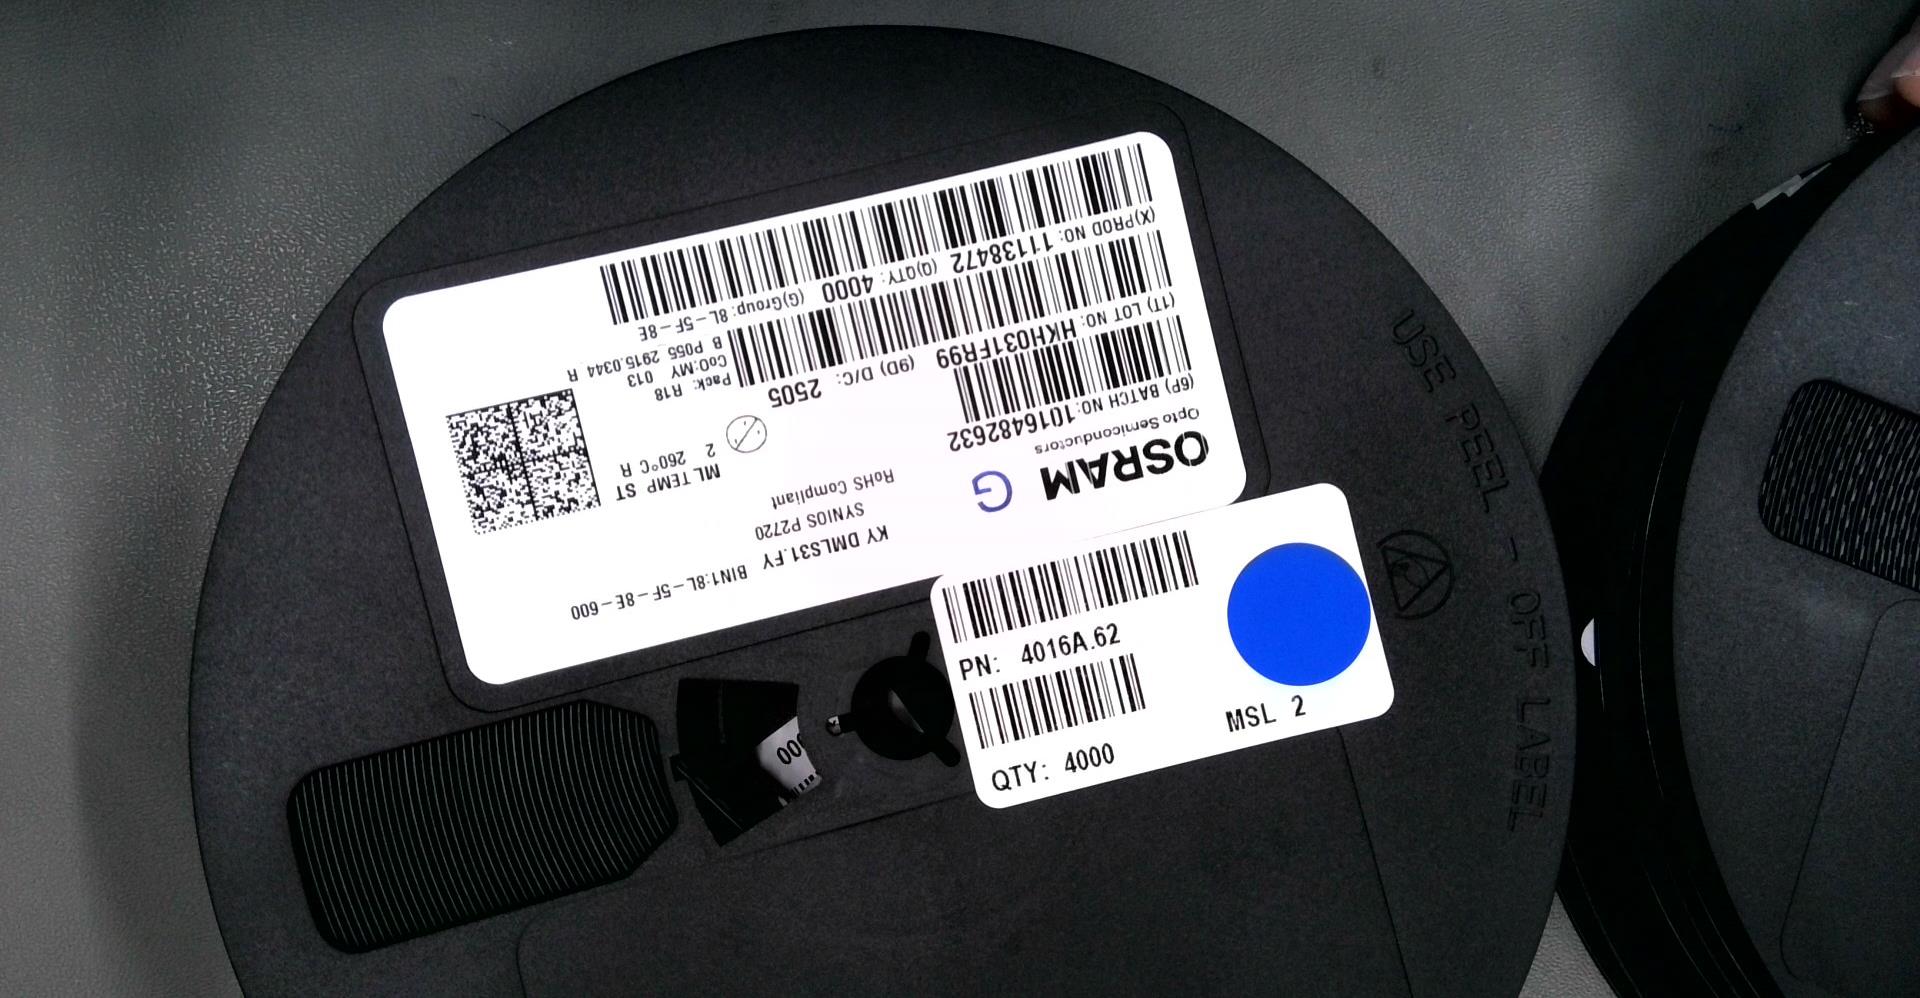 OSRAM
Opto Semiconductors
G
KY DMLS31.FY BIN1:8L-5F-8E-600
SYNIOS P2720
RoHS Compliant
(6P) BATCH NO: 1016482632
ML TEMP ST
2 260°C R
(1T) LOT NO: HKH031FR99 (9D) D/C: 2505
Pack: R18
CoO:MY 013
B P055 2915.0344 R
(X)PROD NO: 11138472 (Q)QTY: 4000 (G)Group: 8L-5F-8E
PN: 4016A.62
QTY: 4000
MSL 2
USE PEEL-OFF LABEL